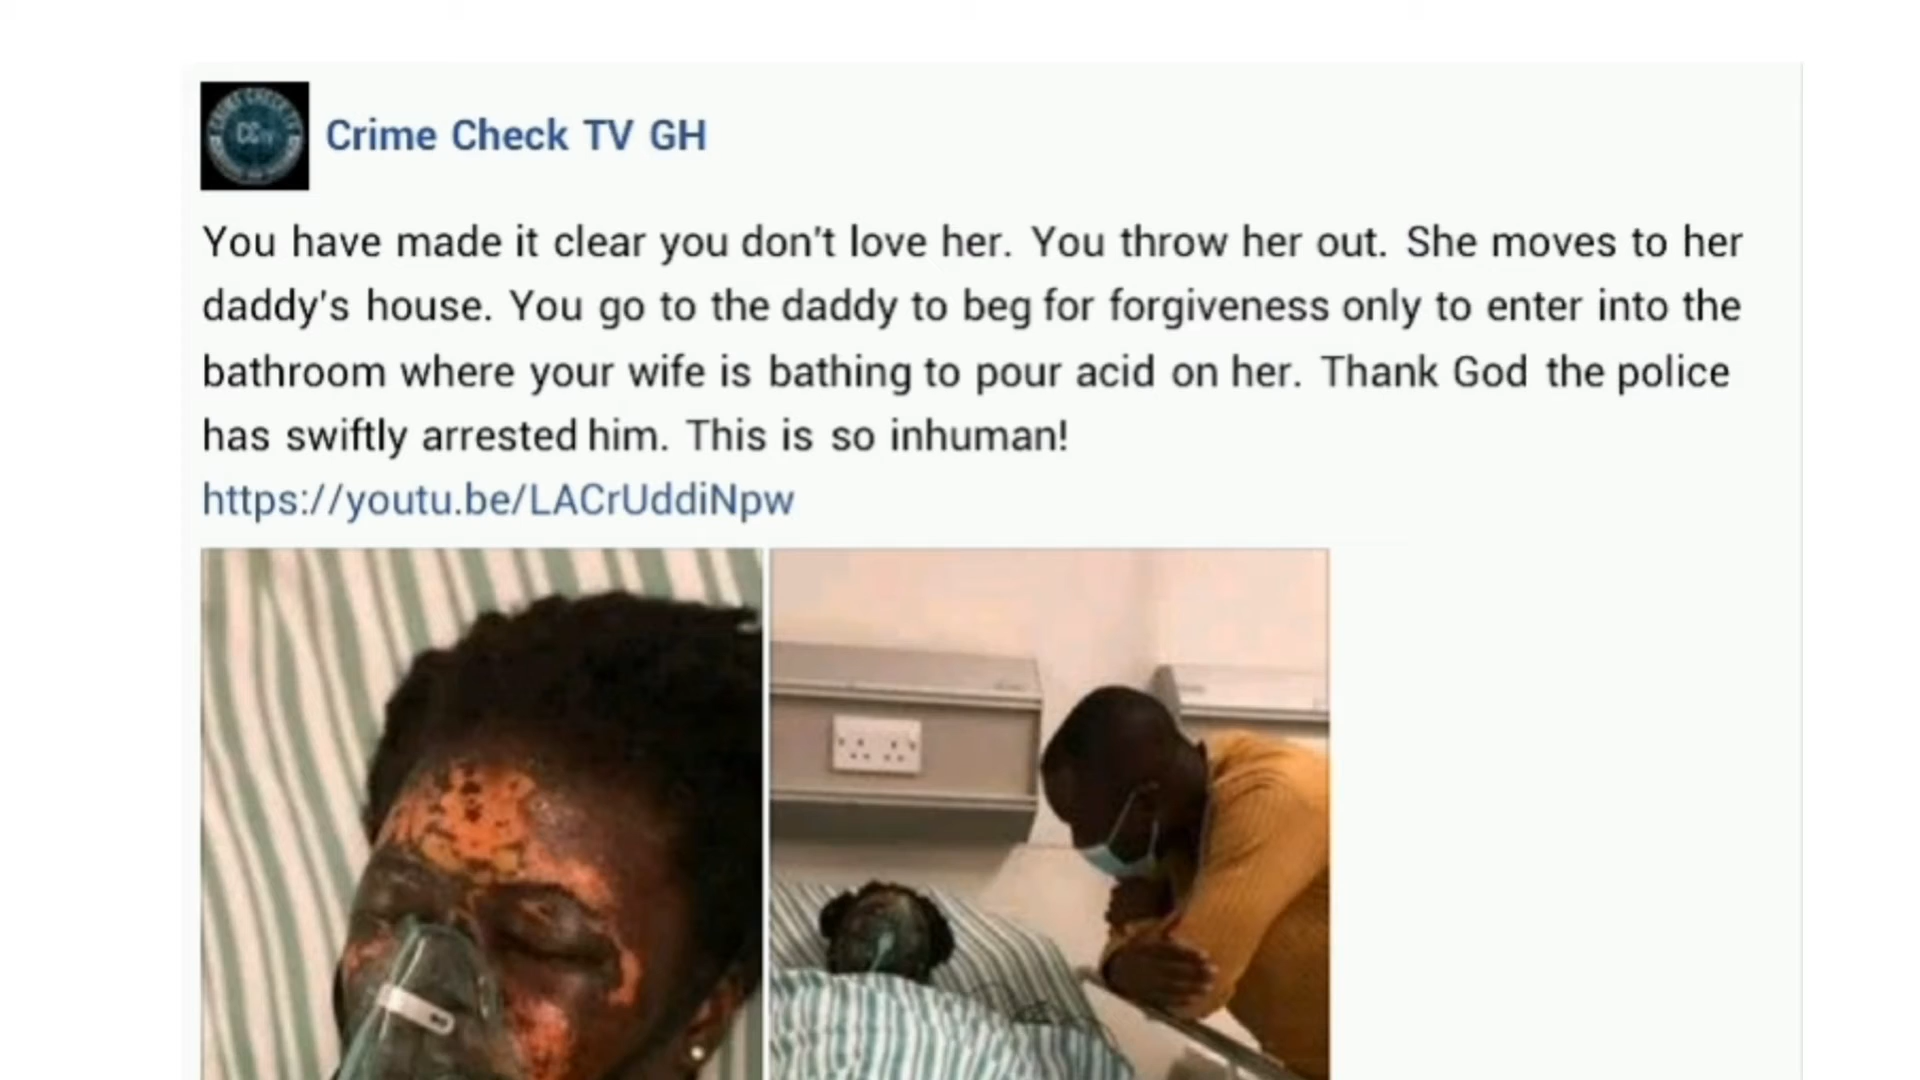 Crime Check TV GH
You have made it clear you don't love her. You throw her out. She moves to her
daddy's house. You go to the daddy to beg for forgiveness only to enter into the
bathroom where your wife is bathing to pour acid on her. Thank God the police
has swiftly arrested him. This is so inhuman!
https://youtu.be/LACrUddiNpw